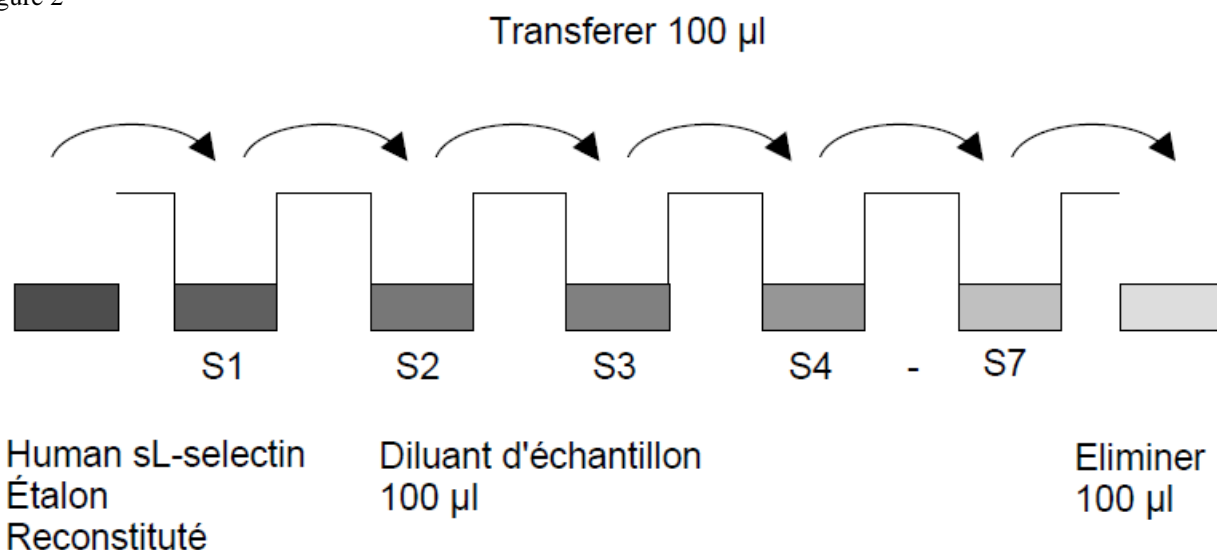 Transferer 100 µl
S1 S2 S3 S4 - S7
Human sL-selectin
Étalon
Reconstituté
Diluant d'échantillon
100 µl
Eliminer
100 µl